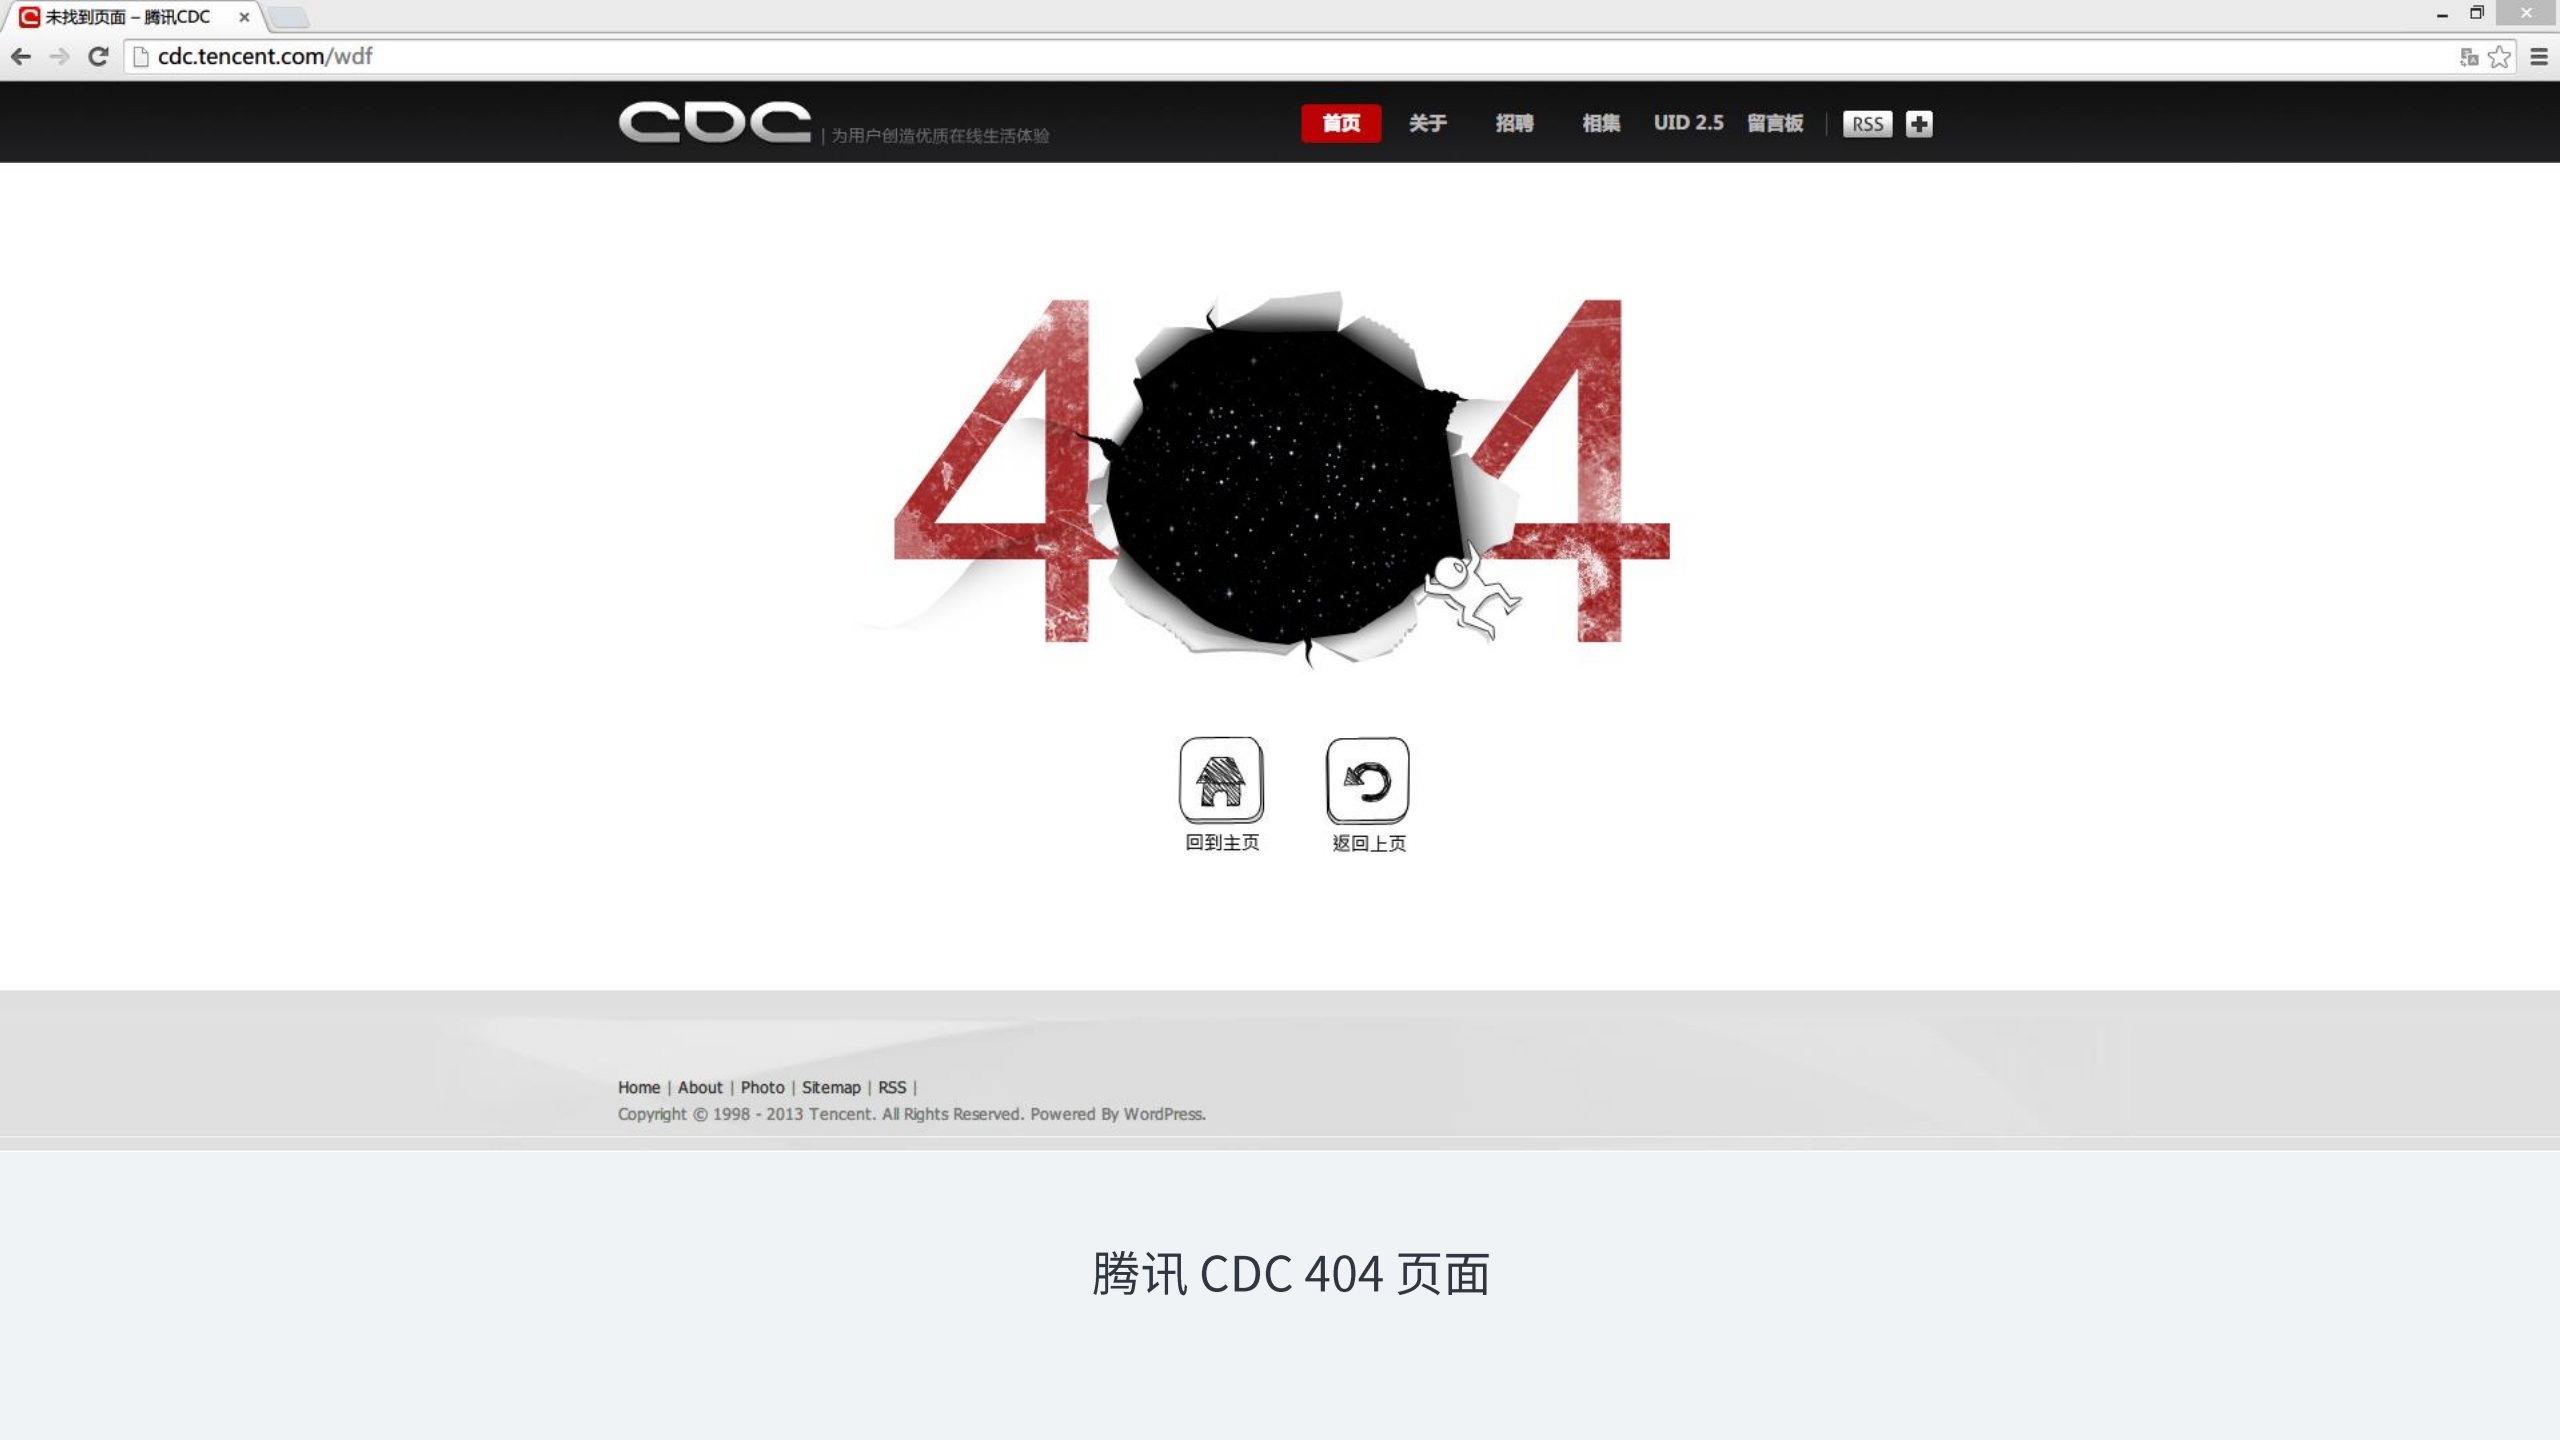 未找到页面 – 腾讯CDC
cdc.tencent.com/wdf
CDC | 为用户创造优质在线生活体验
首页 关于 招聘 相集 UID 2.5 留言板 | RSS
404
回到主页 返回上页
Home | About | Photo | Sitemap | RSS |
Copyright © 1998 - 2013 Tencent. All Rights Reserved. Powered By WordPress.
腾讯 CDC 404 页面